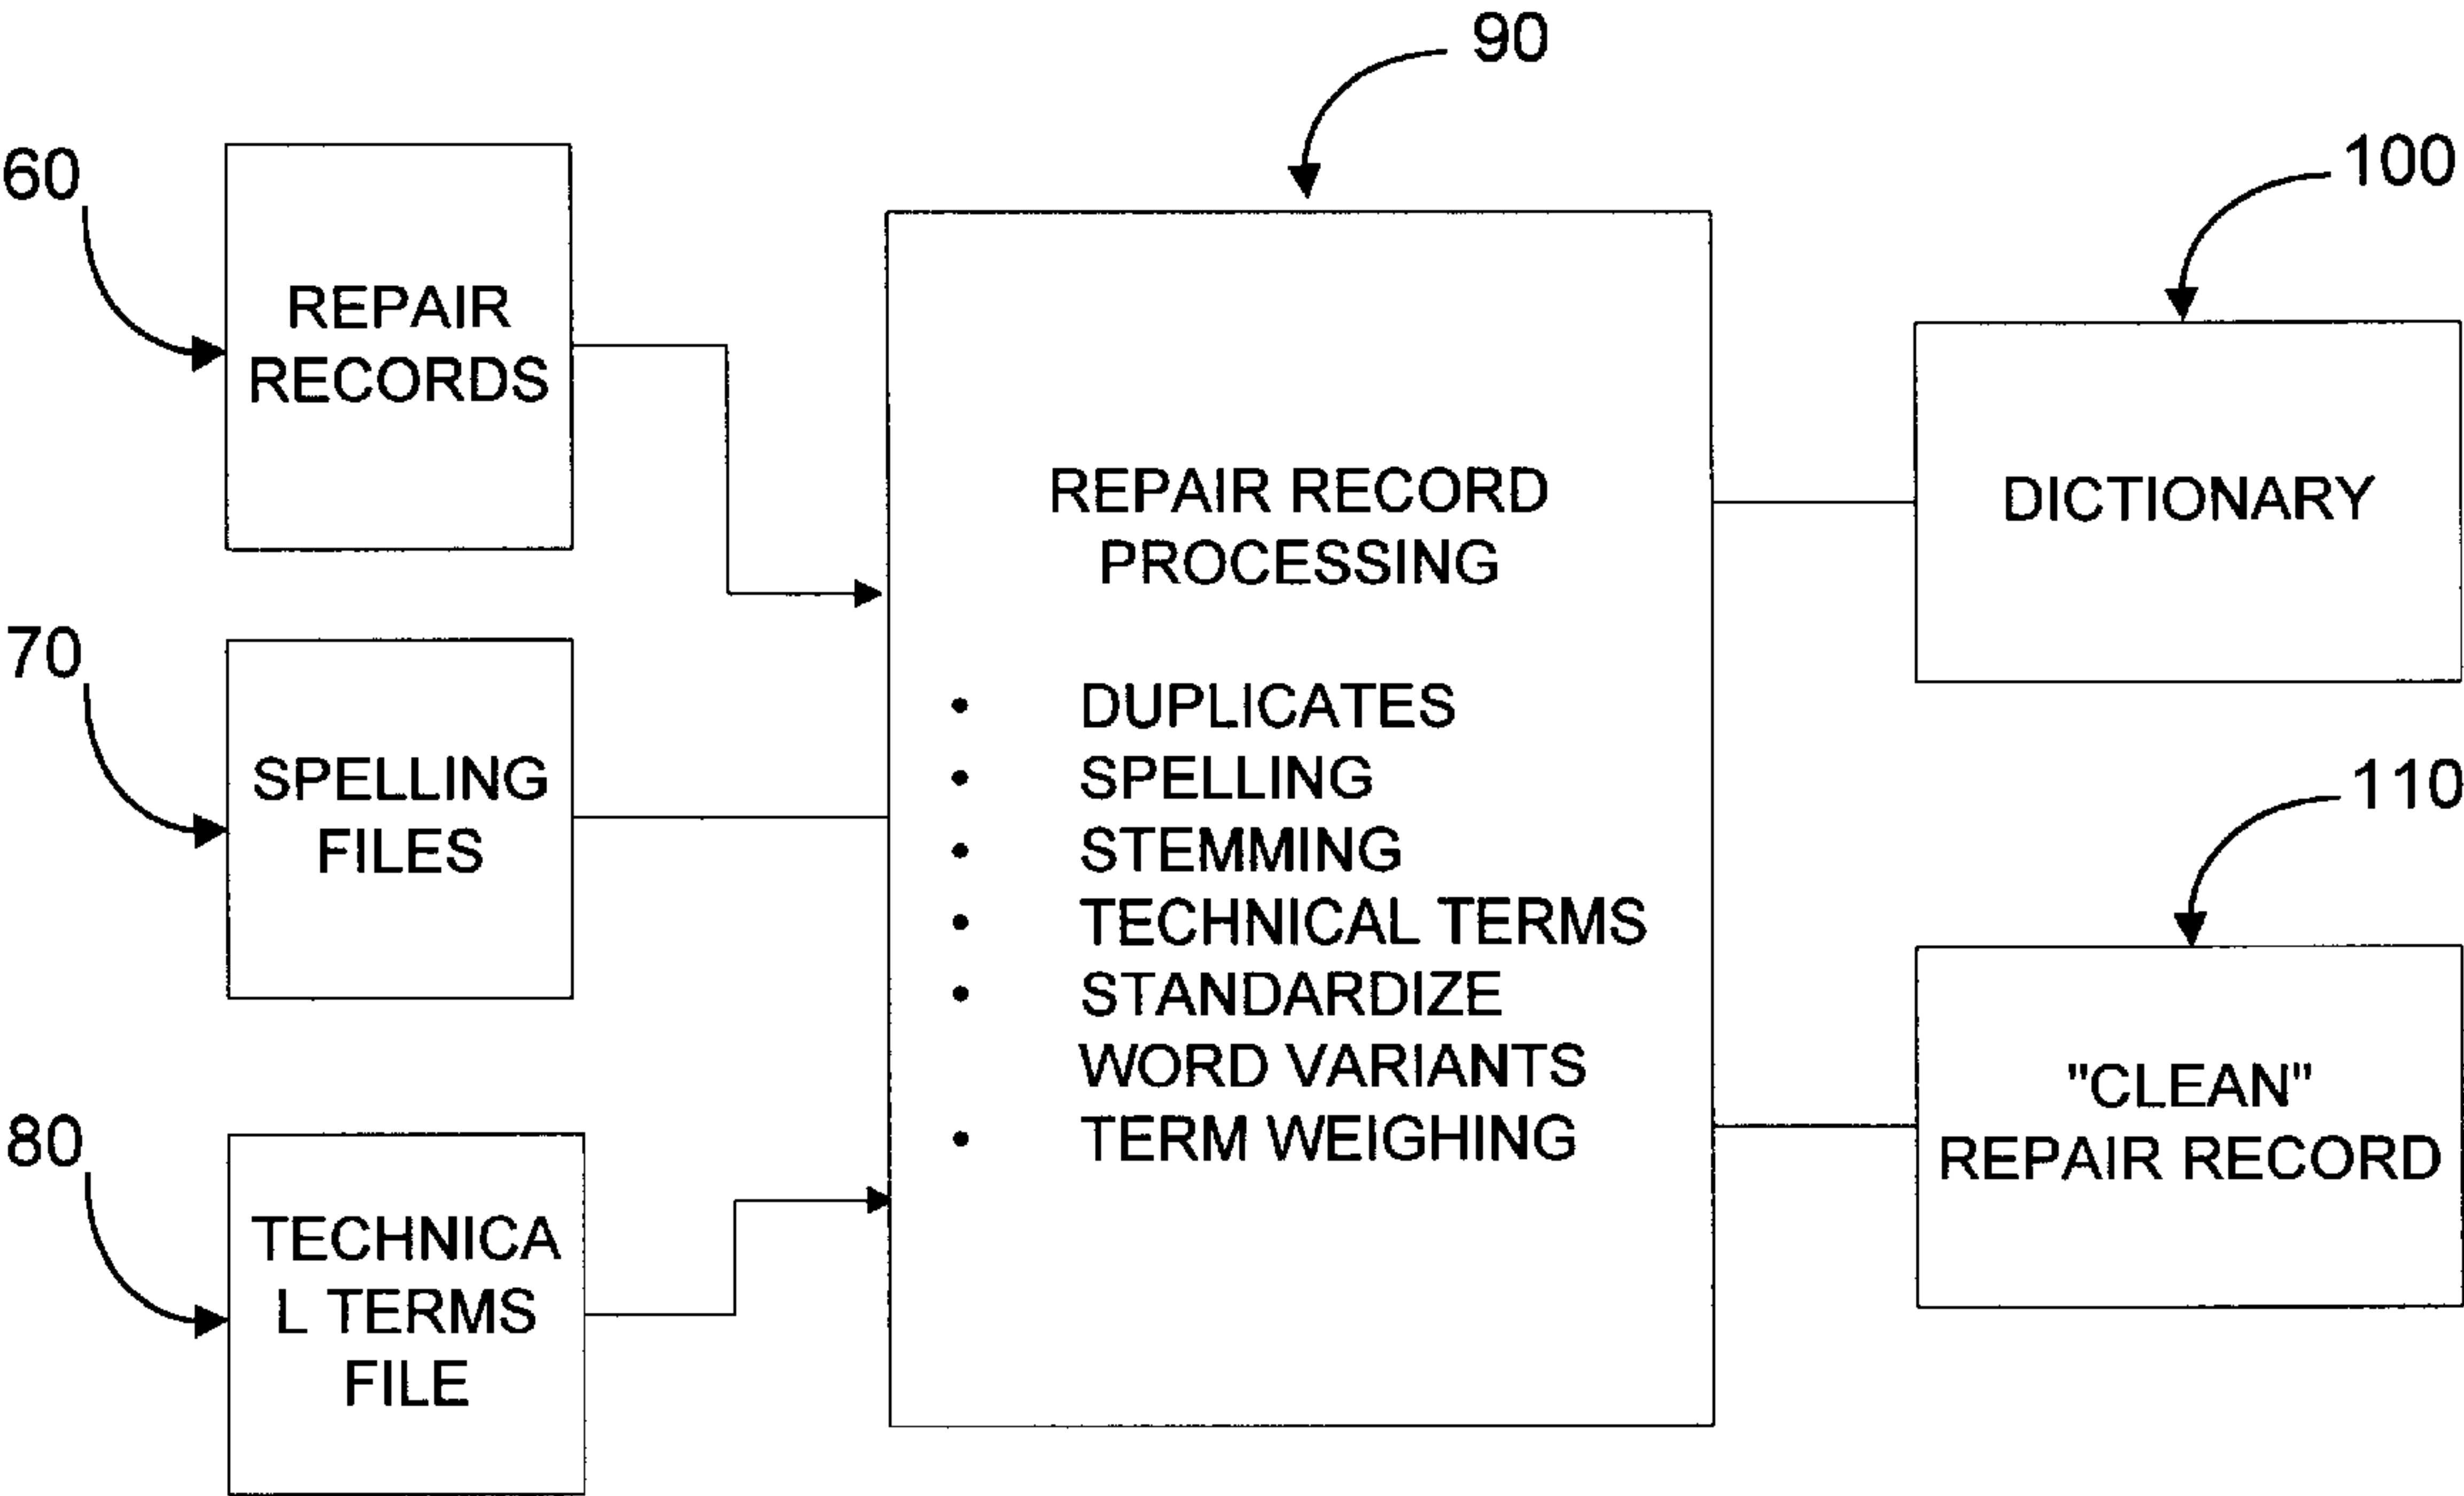 90
60
REPAIR
RECORDS
70
SPELLING
FILES
80
TECHNICA
L TERMS
FILE
REPAIR RECORD
PROCESSING
• DUPLICATES
• SPELLING
• STEMMING
• TECHNICAL TERMS
• STANDARDIZE
WORD VARIANTS
• TERM WEIGHING
100
DICTIONARY
110
"CLEAN"
REPAIR RECORD